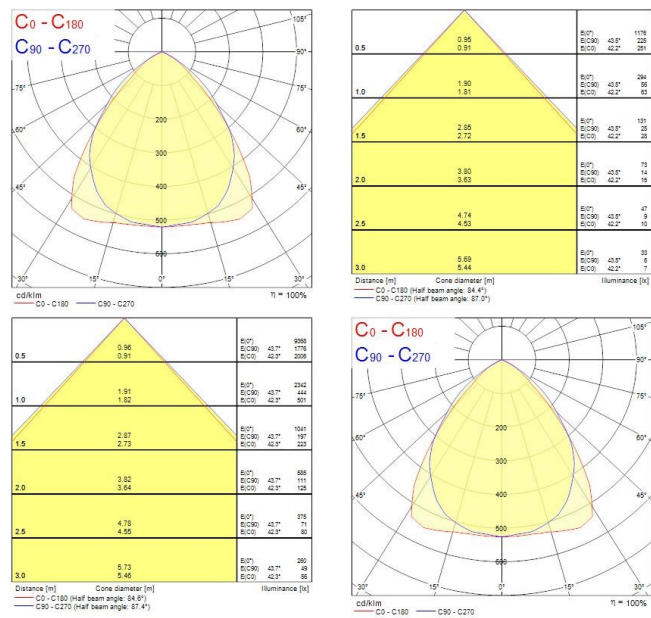 C0 - C180
C90 - C270
105°
90°
75°
60°
45°
30°
15°
0°
15°
30°
75°
60°
45°
200
300
400
500
600
cd/klm
η = 100%
C0 - C180
C90 - C270
0.5
0.95
0.91
E(0°) 1176
E(C90) 43.5° 225
E(C0) 42.2° 251
1.0
1.90
1.81
E(0°) 294
E(C90) 43.5° 56
E(C0) 42.2° 63
1.5
2.85
2.72
E(0°) 131
E(C90) 43.5° 25
E(C0) 42.2° 28
2.0
3.80
3.63
E(0°) 73
E(C90) 43.5° 14
E(C0) 42.2° 16
2.5
4.74
4.53
E(0°) 47
E(C90) 43.5° 9
E(C0) 42.2° 10
3.0
5.69
5.44
E(0°) 33
E(C90) 43.5° 6
E(C0) 42.2° 7
Distance [m] Cone diameter [m] Illuminance [lx]
C0 - C180 (Half beam angle: 84.4°)
C90 - C270 (Half beam angle: 87.0°)
0.5
0.96
0.91
E(0°) 9368
E(C90) 43.7° 1776
E(C0) 42.3° 2006
1.0
1.91
1.82
E(0°) 2342
E(C90) 43.7° 444
E(C0) 42.3° 501
1.5
2.87
2.73
E(0°) 1041
E(C90) 43.7° 197
E(C0) 42.3° 223
2.0
3.82
3.64
E(0°) 585
E(C90) 43.7° 111
E(C0) 42.3° 125
2.5
4.78
4.55
E(0°) 375
E(C90) 43.7° 71
E(C0) 42.3° 80
3.0
5.73
5.46
E(0°) 260
E(C90) 43.7° 49
E(C0) 42.3° 56
Distance [m] Cone diameter [m] Illuminance [lx]
C0 - C180 (Half beam angle: 84.6°)
C90 - C270 (Half beam angle: 87.4°)
C0 - C180
C90 - C270
105°
90°
75°
60°
45°
30°
15°
0°
15°
30°
75°
60°
45°
200
300
400
500
600
cd/klm
η = 100%
C0 - C180
C90 - C270